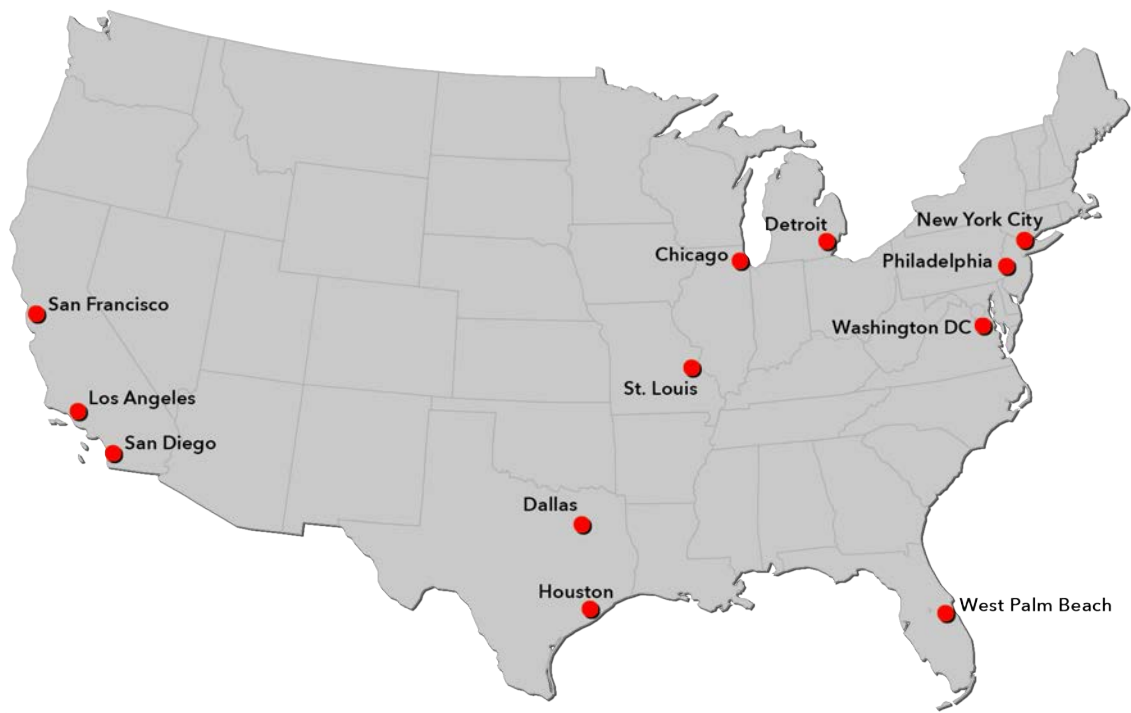 New York City
Detroit
Chicago
Philadelphia
San Francisco
Washington DC
St. Louis
Los Angeles
San Diego
Dallas
Houston
West Palm Beach